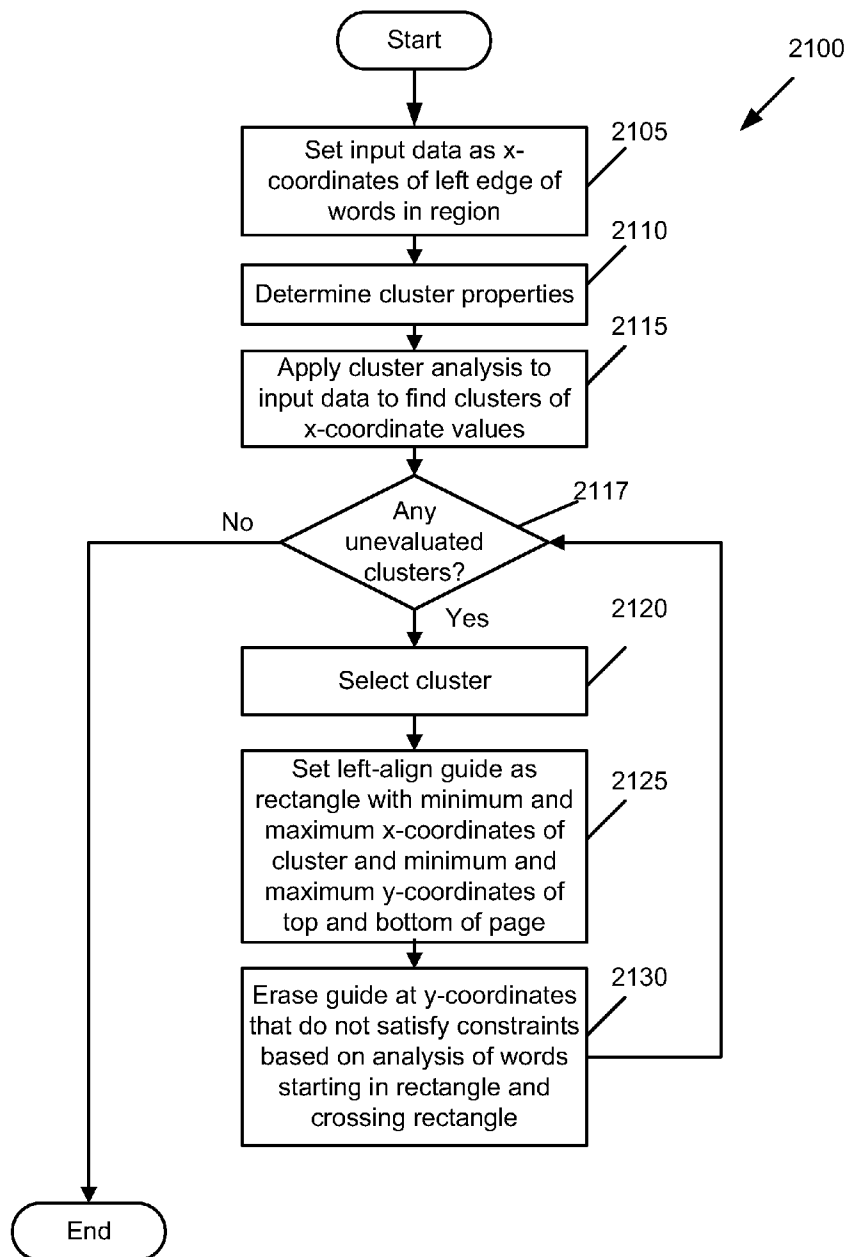 Start
2100
Set input data as x-
coordinates of left edge of
words in region
2105
Determine cluster properties
2110
Apply cluster analysis to
input data to find clusters of
x-coordinate values
2115
Any
unevaluated
clusters?
2117
No
Yes
Select cluster
2120
Set left-align guide as
rectangle with minimum and
maximum x-coordinates of
cluster and minimum and
maximum y-coordinates of
top and bottom of page
2125
Erase guide at y-coordinates
that do not satisfy constraints
based on analysis of words
starting in rectangle and
crossing rectangle
2130
End